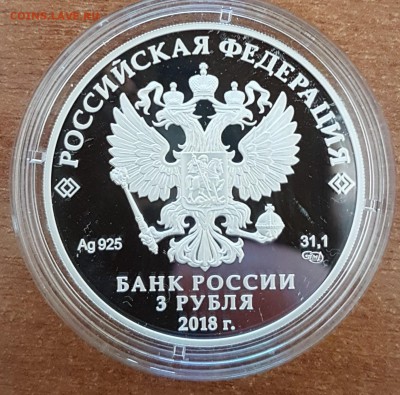 COINS.LAVE.RU
РОССИЙСКАЯ ФЕДЕРАЦИЯ
Ag 925
31,1
БАНК РОССИИ
3 РУБЛЯ
2018 г.